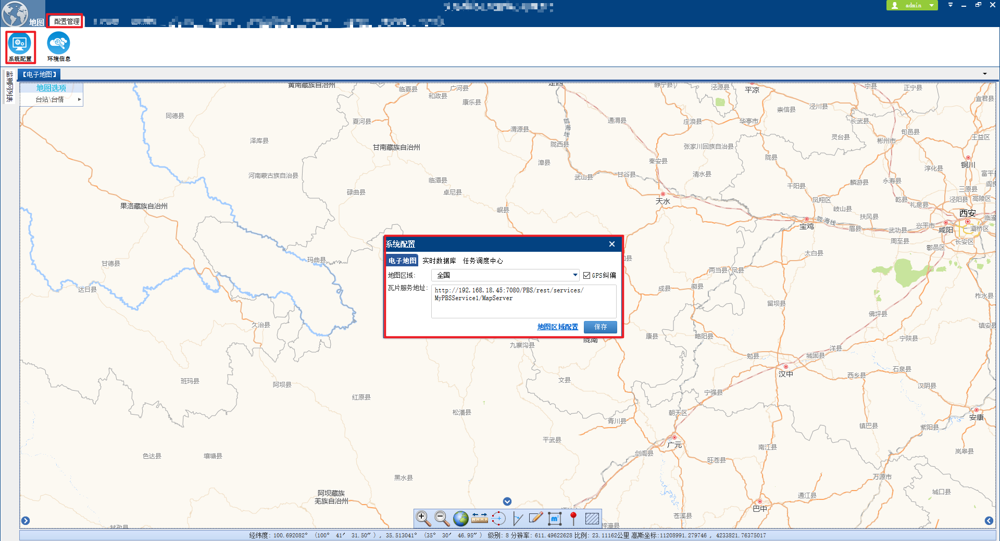 admin
地图
配置管理
系统配置
环境信息
监测网列表
【电子地图】
地图选项
台站\台情
黄南藏族自治州
临夏县
广河县
和政县
康乐县
定西
静宁县
泾源县
平凉
宁县
正宁县
宜君县
同德县
夏河县
渭源县
陇海线
通渭县
庄浪县
华亭市
崇信县
泾川县
长武县
旬邑县
王益区
泽库县
甘南藏族自治州
陇西县
张家川回族自治县
灵台县
彬州市
漳县
秦安县
陇县
铜川
河南蒙古族自治县
临潭县
武山县
甘谷县
清水县
千阳县
麟游县
永寿县
淳化县
富平县
三原县
碌曲县
卓尼县
天水
凤翔区
乾县
礼泉县
泾阳县
高陵区
果洛藏族自治州
岷县
岐山县
扶风县
西安
宝鸡
陇海线
眉县
武功县
兴平市
咸阳
灞桥区
周至县
鄠邑区
长安区
甘德县
玛曲县
太白县
两当县
凤县
达日县
成县
徽县
留坝县
柞水县
久治县
佛坪县
镇安县
系统配置
电子地图 实时数据库 任务调度中心
地图区域: 全国 GPS纠偏
瓦片服务地址: http://192.168.18.45:7080/PBS/rest/services/
MyPBSService1/MapServer
地图区域配置 保存
陇南
康县
略阳县
宁陕县
九寨沟县
勉县
城固县
洋县
汉中
西乡县
石泉县
班玛县
阿坝县
文县
汉阴县
红原县
宁强县
松潘县
朝天区
安康
青川县
镇巴县
紫阳县
平武县
广元
南江县
岚皋县
色达县
壤塘县
剑阁县
旺苍县
黑水县
万源市
阿坝藏族
羌族自治州
通江县
城口县
巴中
苍溪县
梓潼县
甘孜县
经纬度: 100.692082° (100° 41′ 31.50″ ), 35.513041° (35° 30′ 46.95″ ) 级别: 8 分辨率: 611.49622628 比例: 23.11162公里 高斯坐标:11208991.279746 , 4233821.76375017